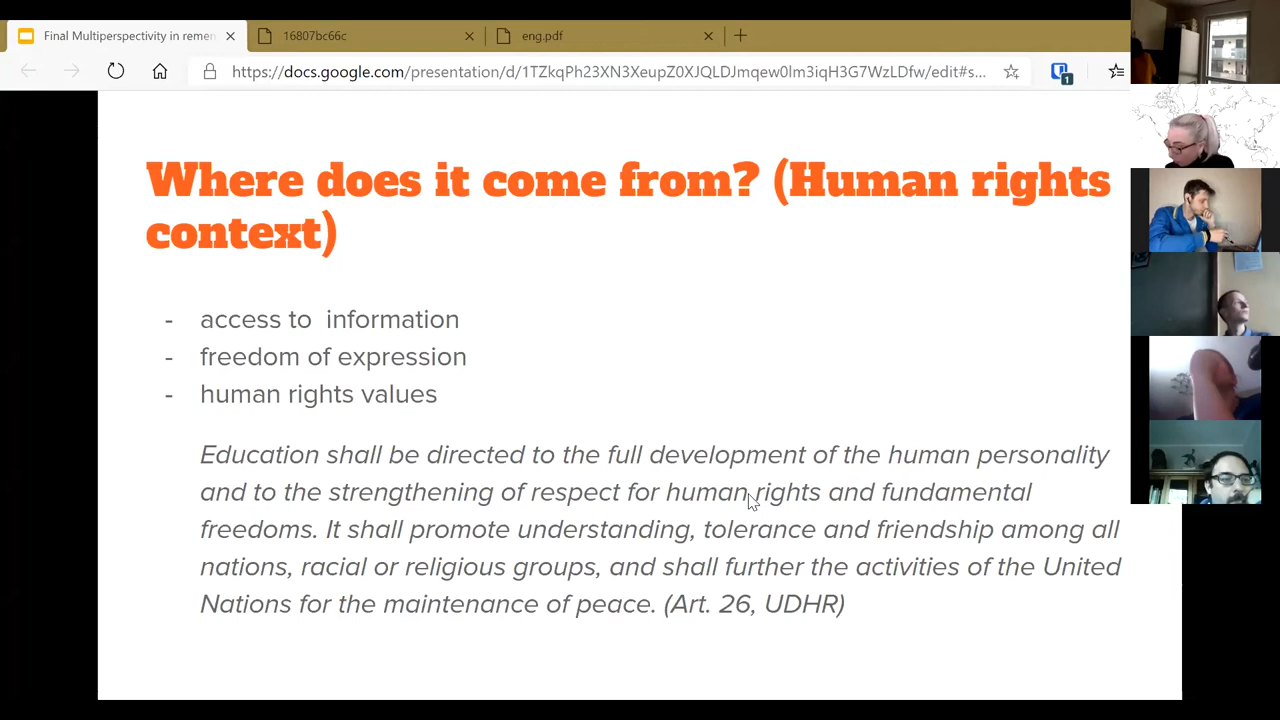 Final Multiperspectivity in remem
16807bc66c
eng.pdf
https://docs.google.com/presentation/d/1TZkqPh23XN3XeupZ0XJQLDJmqew0lm3iqH3G7WzLDfw/edit#s...
1
Where does it come from? (Human rights
context)
- access to information
- freedom of expression
- human rights values
Education shall be directed to the full development of the human personality
and to the strengthening of respect for human rights and fundamental
freedoms. It shall promote understanding, tolerance and friendship among all
nations, racial or religious groups, and shall further the activities of the United
Nations for the maintenance of peace. (Art. 26, UDHR)